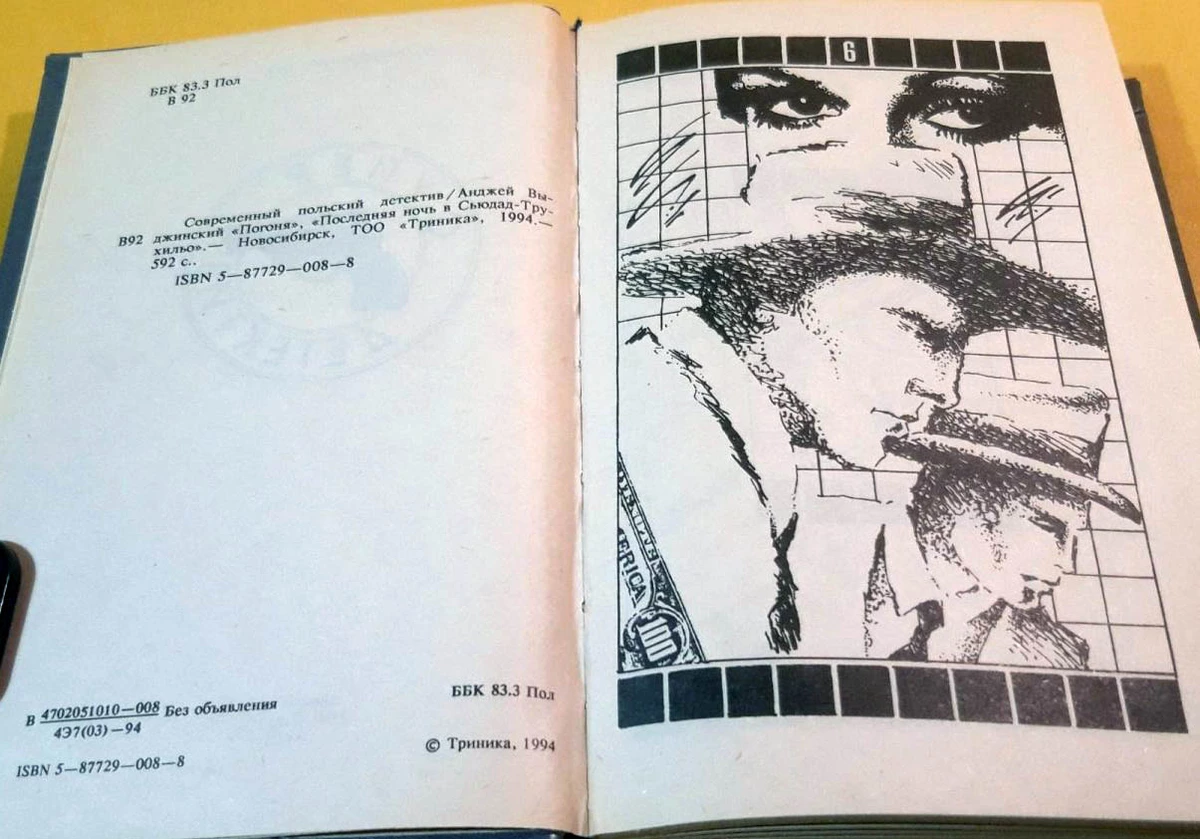 ББК 83.3 Пол
В 92
Современный польский детектив/Анджей Вы-
В92 джинский «Погоня», «Последняя ночь в Сьюдад-Тру-
хильо».— Новосибирск, ТОО «Триника», 1994.—
592 с..
ISBN 5—87729—008—8
В 4702051010—008 Без объявления
4Э7(03)—94
ББК 83.3 Пол
© Триника, 1994
ISBN 5—87729—008—8
6
MERICA
100